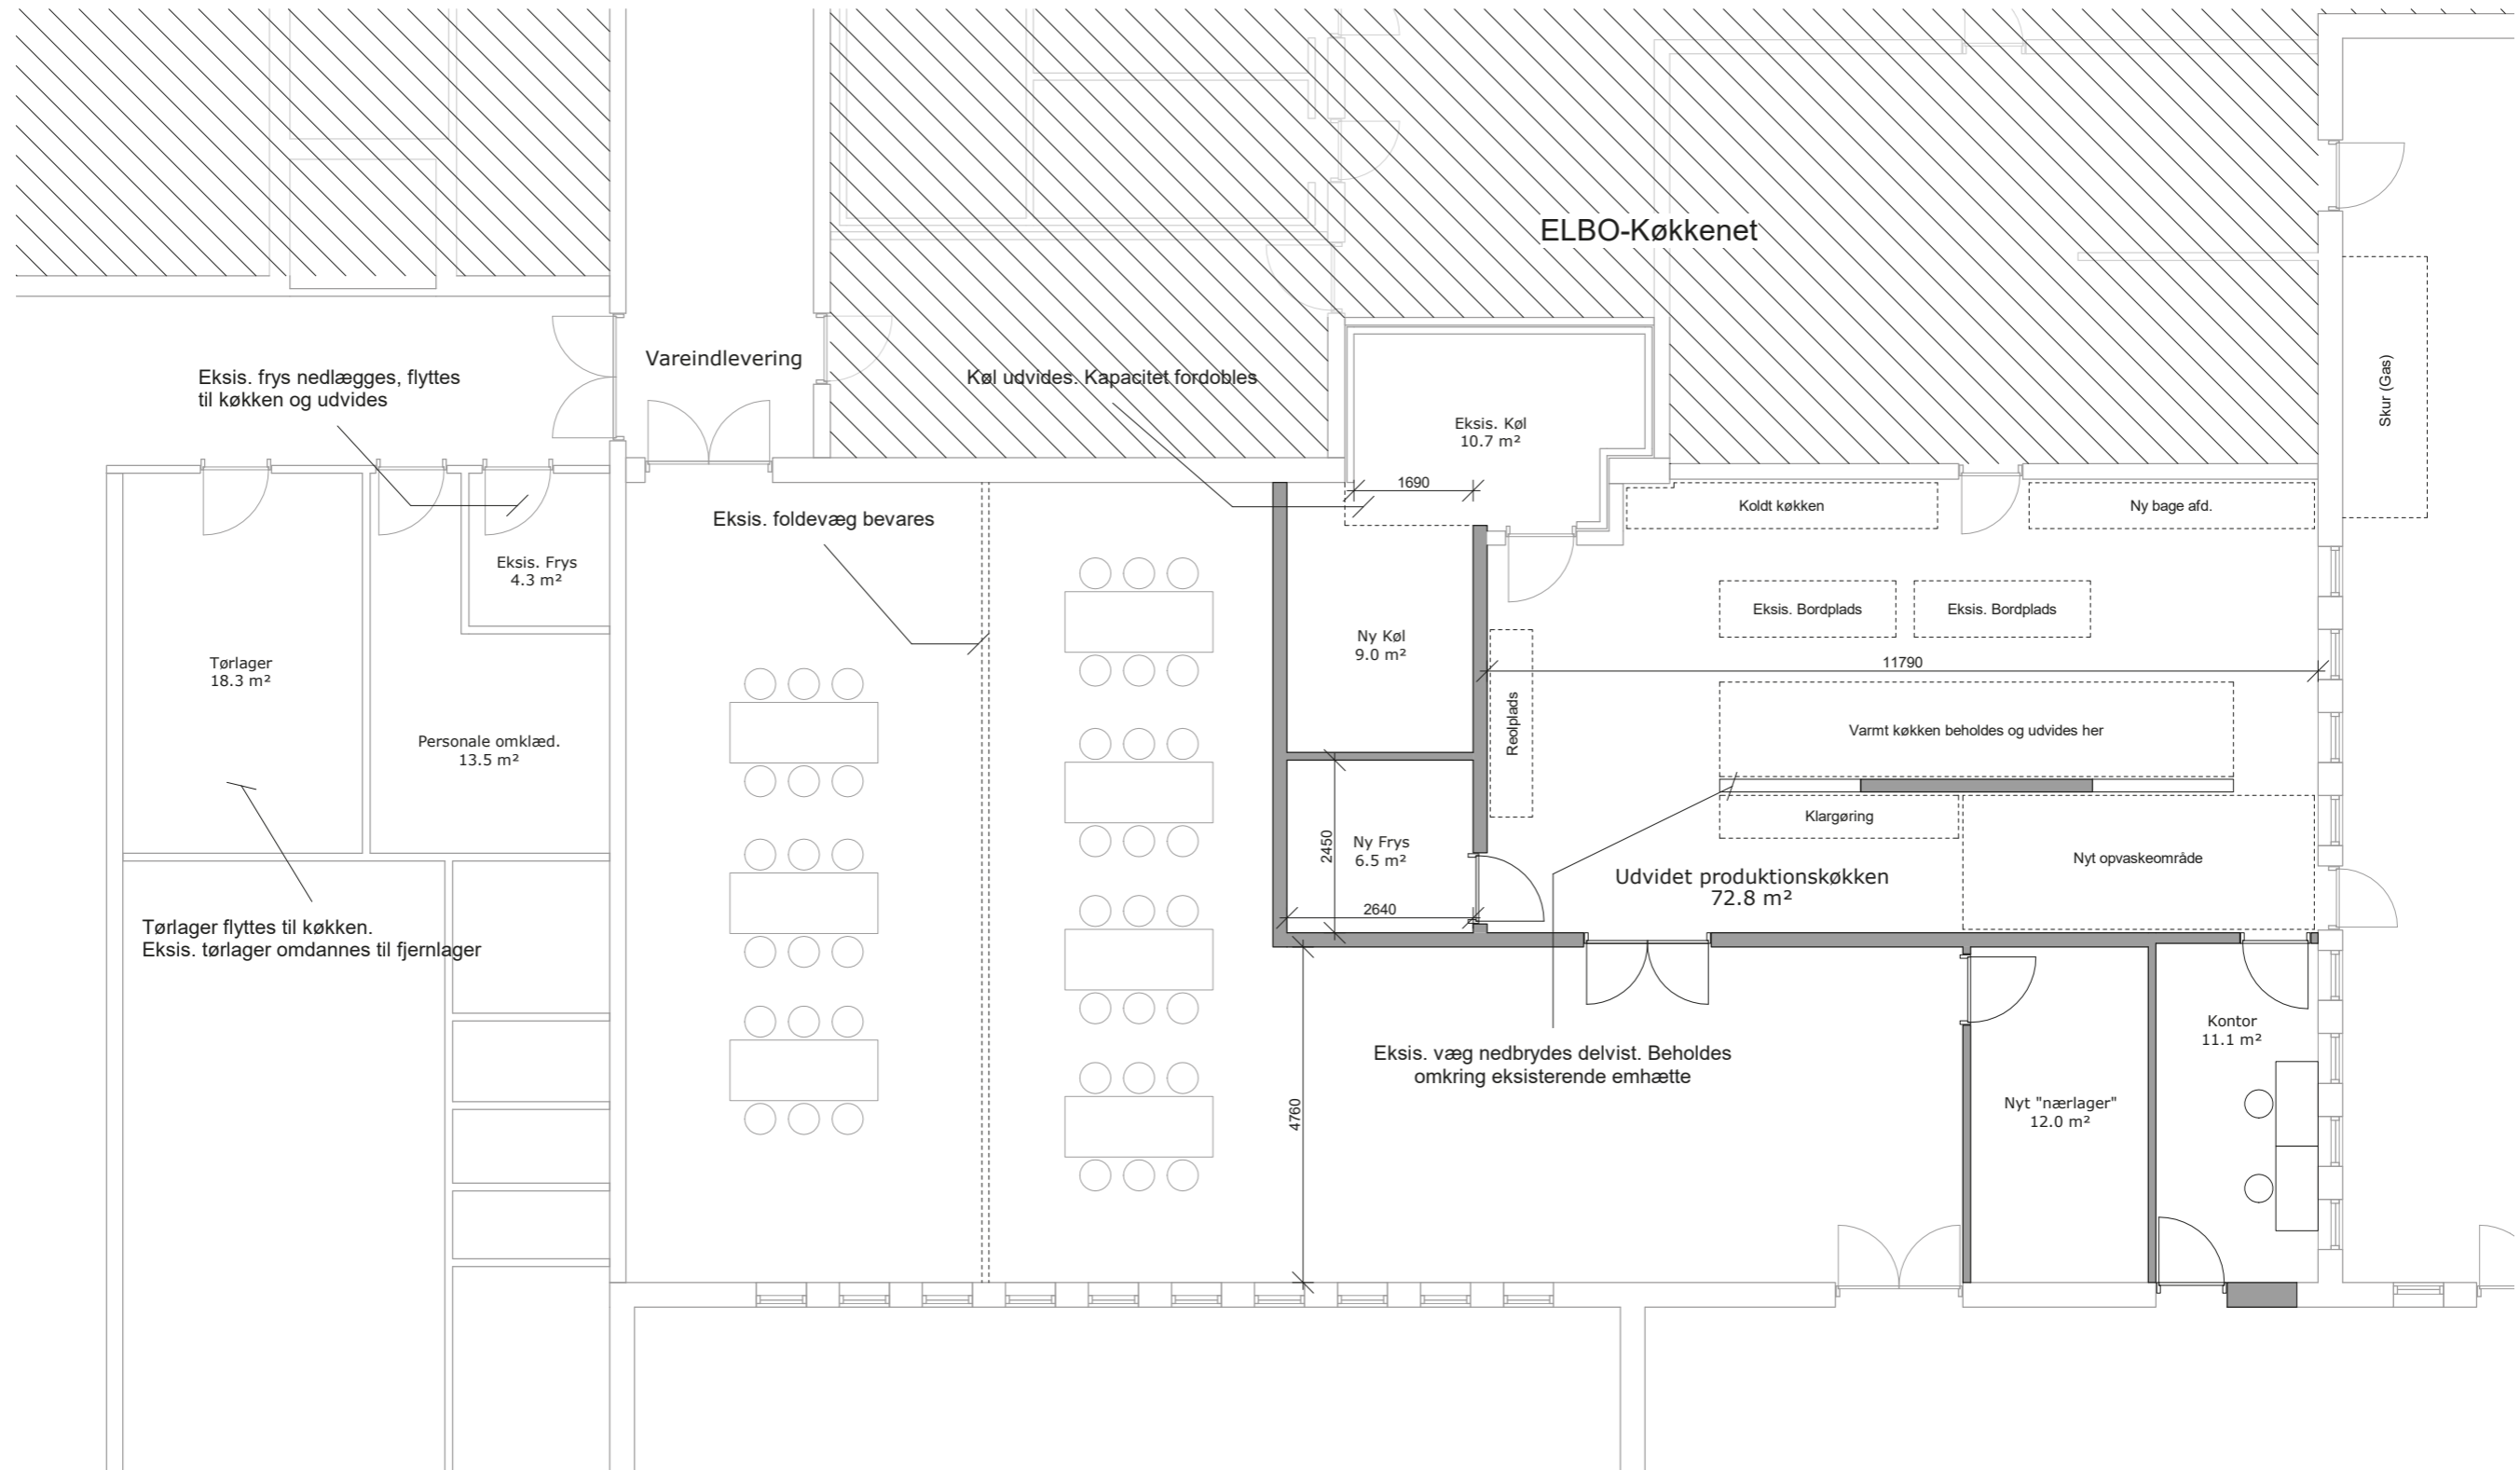 ELBO-Køkkenet
Vareindlevering
Eksis. frys nedlægges, flyttes
til køkken og udvides
Køl udvides. Kapacitet fordobles
Skur (Gas)
Eksis. Køl
10.7 m²
1690
Koldt køkken
Ny bage afd.
Eksis. foldevæg bevares
Eksis. Frys
4.3 m²
Eksis. Bordplads
Eksis. Bordplads
Ny Køl
9.0 m²
11790
Tørlager
18.3 m²
Reolplads
Varmt køkken beholdes og udvides her
Personale omklæd.
13.5 m²
Klargøring
2450
Ny Frys
6.5 m²
Nyt opvaskeområde
Udvidet produktionskøkken
72.8 m²
2640
Tørlager flyttes til køkken.
Eksis. tørlager omdannes til fjernlager
Kontor
11.1 m²
Eksis. væg nedbrydes delvist. Beholdes
omkring eksisterende emhætte
4760
Nyt "nærlager"
12.0 m²